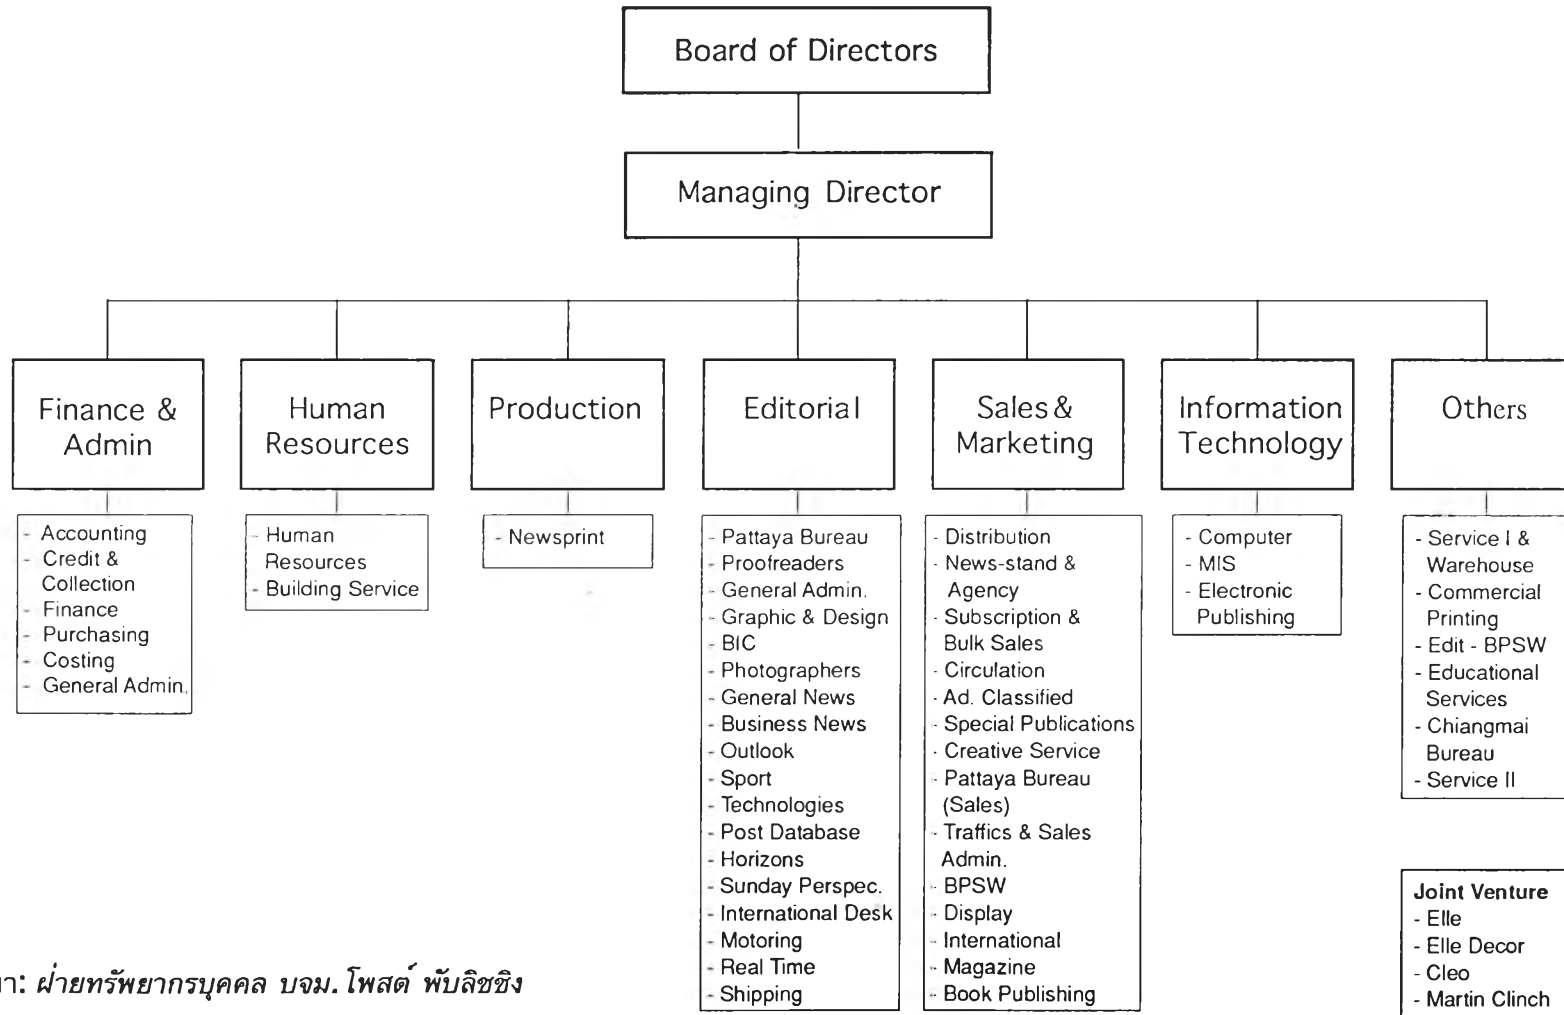 Board of Directors
Managing Director
Finance &
Admin
- Accounting
- Credit &
Collection
- Finance
- Purchasing
- Costing
- General Admin.
Human
Resources
- Human
Resources
- Building Service
Production
- Newsprint
Editorial
- Pattaya Bureau
- Proofreaders
- General Admin.
- Graphic & Design
- BIC
- Photographers
- General News
- Business News
- Outlook
- Sport
- Technologies
- Post Database
- Horizons
- Sunday Perspec.
- International Desk
- Motoring
- Real Time
- Shipping
Sales &
Marketing
- Distribution
- News-stand &
Agency
- Subscription &
Bulk Sales
- Circulation
- Ad. Classified
- Special Publications
- Creative Service
- Pattaya Bureau
(Sales)
- Traffics & Sales
Admin.
- BPSW
- Display
- International
- Magazine
- Book Publishing
Information
Technology
- Computer
- MIS
- Electronic
Publishing
Others
- Service I &
Warehouse
- Commercial
Printing
- Edit - BPSW
- Educational
Services
- Chiangmai
Bureau
- Service II
Joint Venture
- Elle
- Elle Decor
- Cleo
- Martin Clinch
ฝ่ายทรัพยากรบุคคล บจม. โพสต์ พับลิชชิง